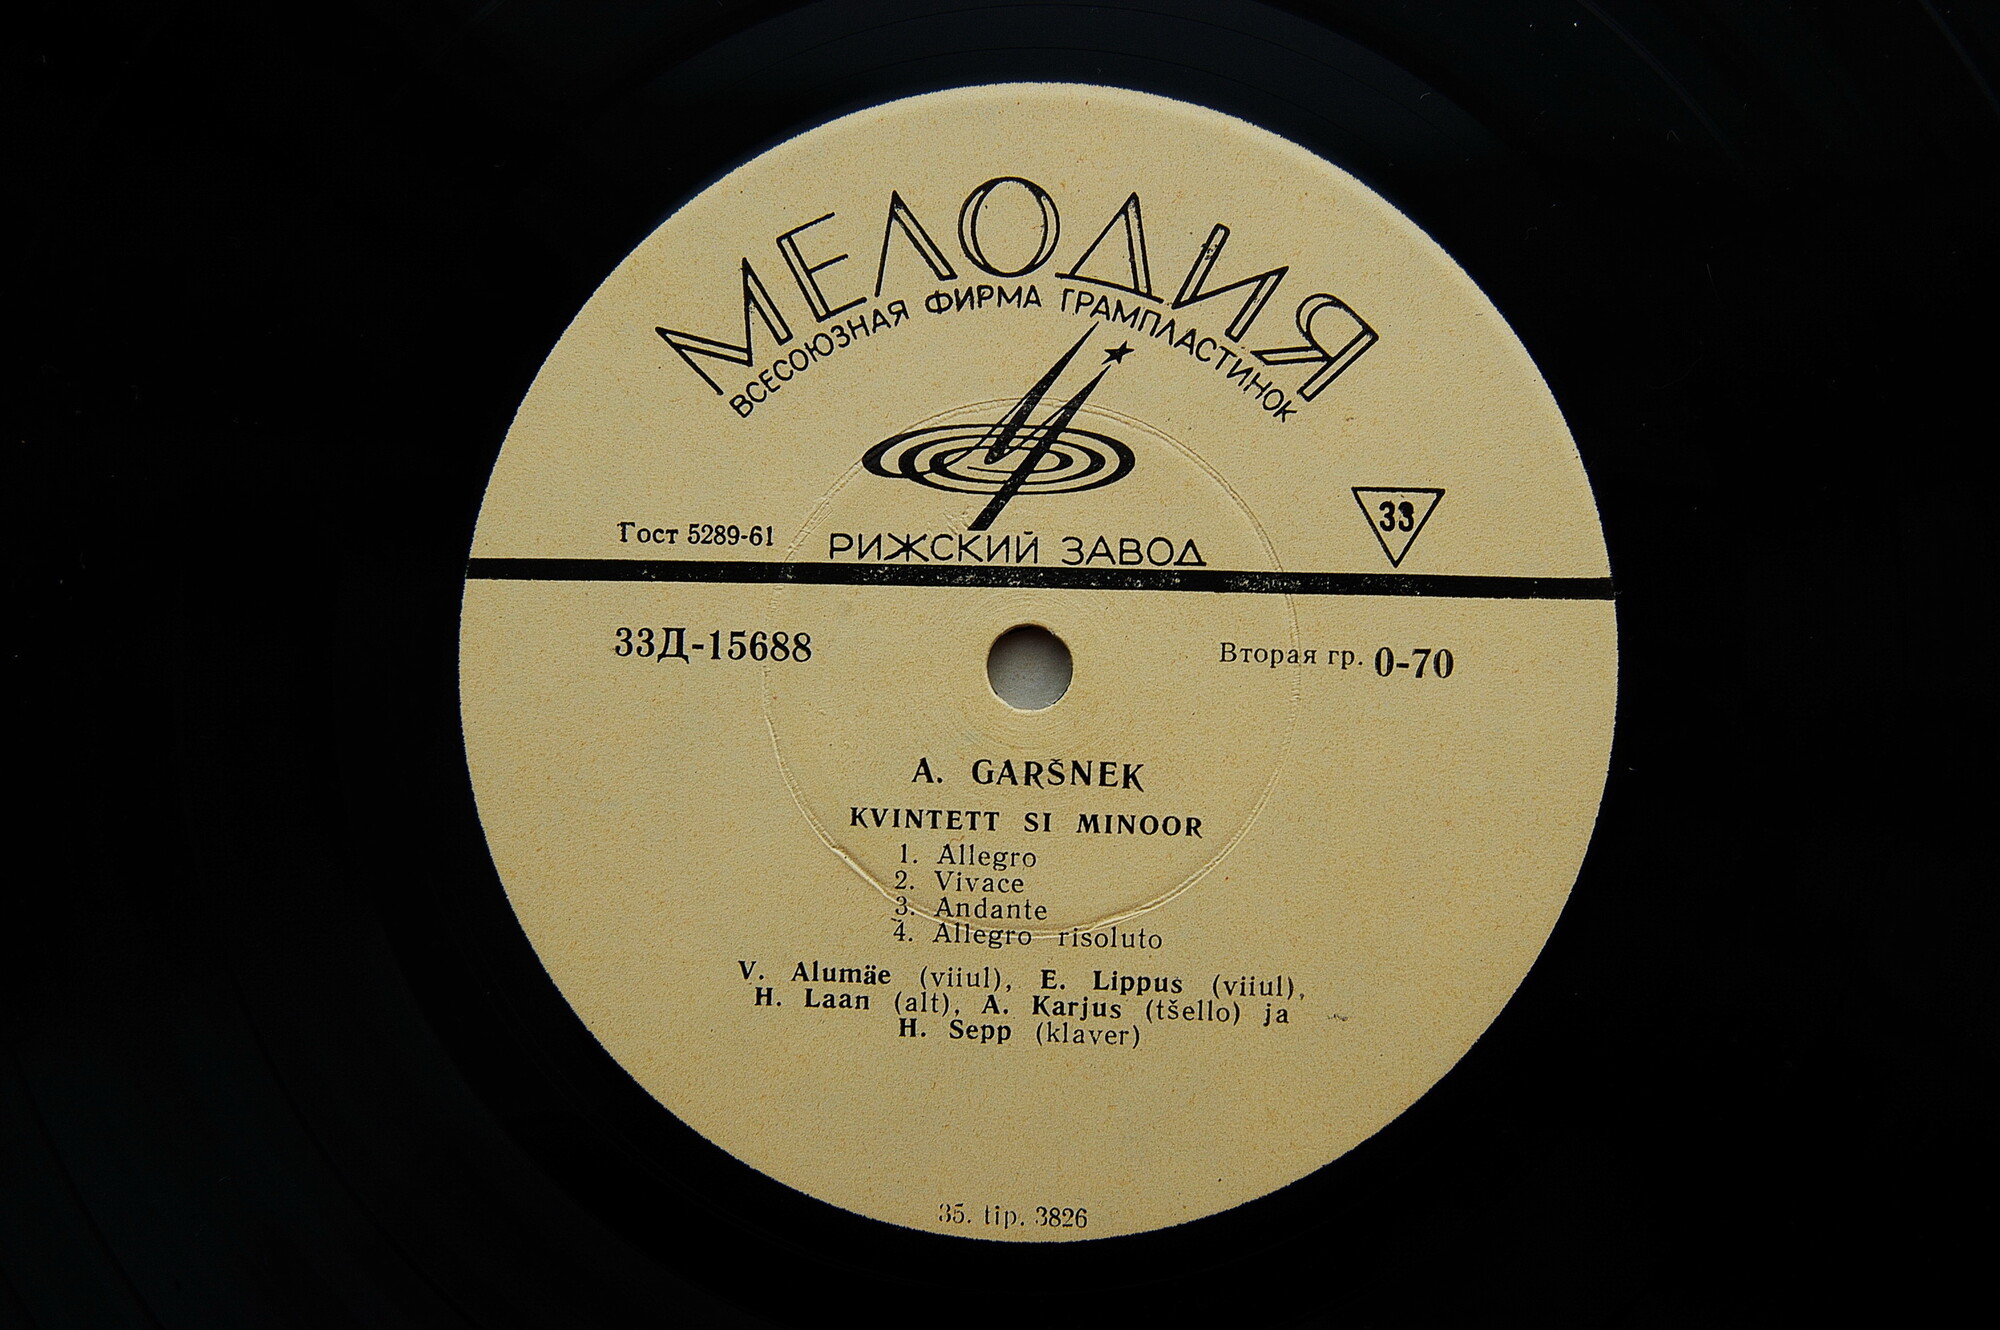 МЕЛОДИЯ
ВСЕСОЮЗНАЯ ФИРМА ГРАМПЛАСТИНОК
Гост 5289-61
РИЖСКИЙ ЗАВОД
33
33Д-15688
Вторая гр. 0-70
A. GARŠNEK
KVINTETT SI MINOOR
1. Allegro
2. Vivace
3. Andante
4. Allegro risoluto
V. Alumäe (viiul), E. Lippus (viiul),
H. Laan (alt), A. Karjus (tšello) ja
H. Sepp (klaver)
35. tip. 3826